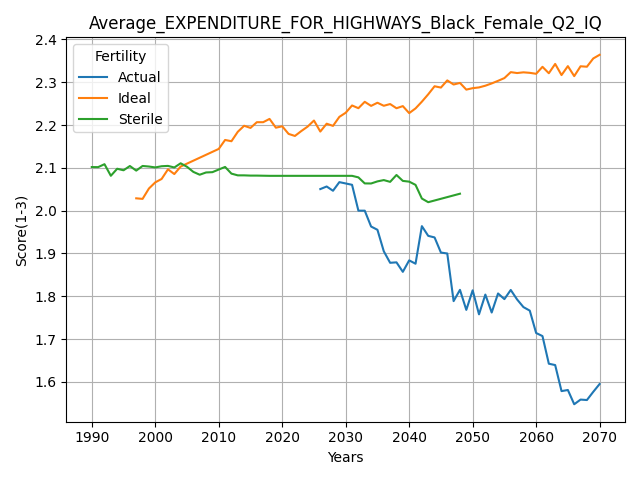 Average_EXPENDITURE_FOR_HIGHWAYS_Black_Female_Q2_IQ
2.4
2.3
2.2
2.1
2.0
1.9
1.8
1.7
1.6
Score(1-3)
Fertility
Actual
Ideal
Sterile
1990 2000 2010 2020 2030 2040 2050 2060 2070
Years